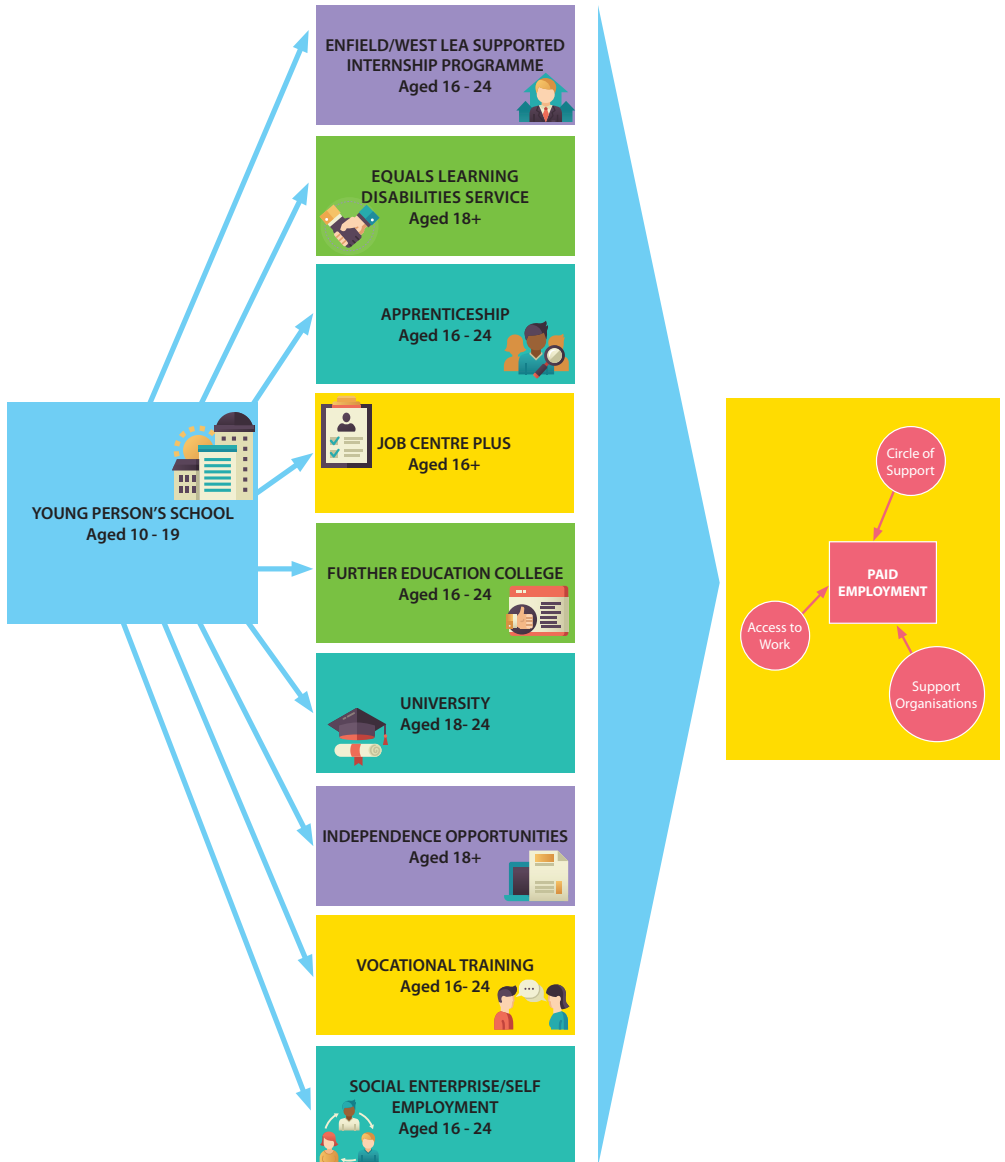 ENFIELD/WEST LEA SUPPORTED
INTERNSHIP PROGRAMME
Aged 16 - 24
EQUALS LEARNING
DISABILITIES SERVICE
Aged 18+
APPRENTICESHIP
Aged 16 - 24
JOB CENTRE PLUS
Aged 16+
YOUNG PERSON'S SCHOOL
Aged 10 - 19
FURTHER EDUCATION COLLEGE
Aged 16 - 24
UNIVERSITY
Aged 18- 24
INDEPENDENCE OPPORTUNITIES
Aged 18+
VOCATIONAL TRAINING
Aged 16- 24
SOCIAL ENTERPRISE/SELF
EMPLOYMENT
Aged 16 - 24
Circle of
Support
PAID
EMPLOYMENT
Access to
Work
Support
Organisations